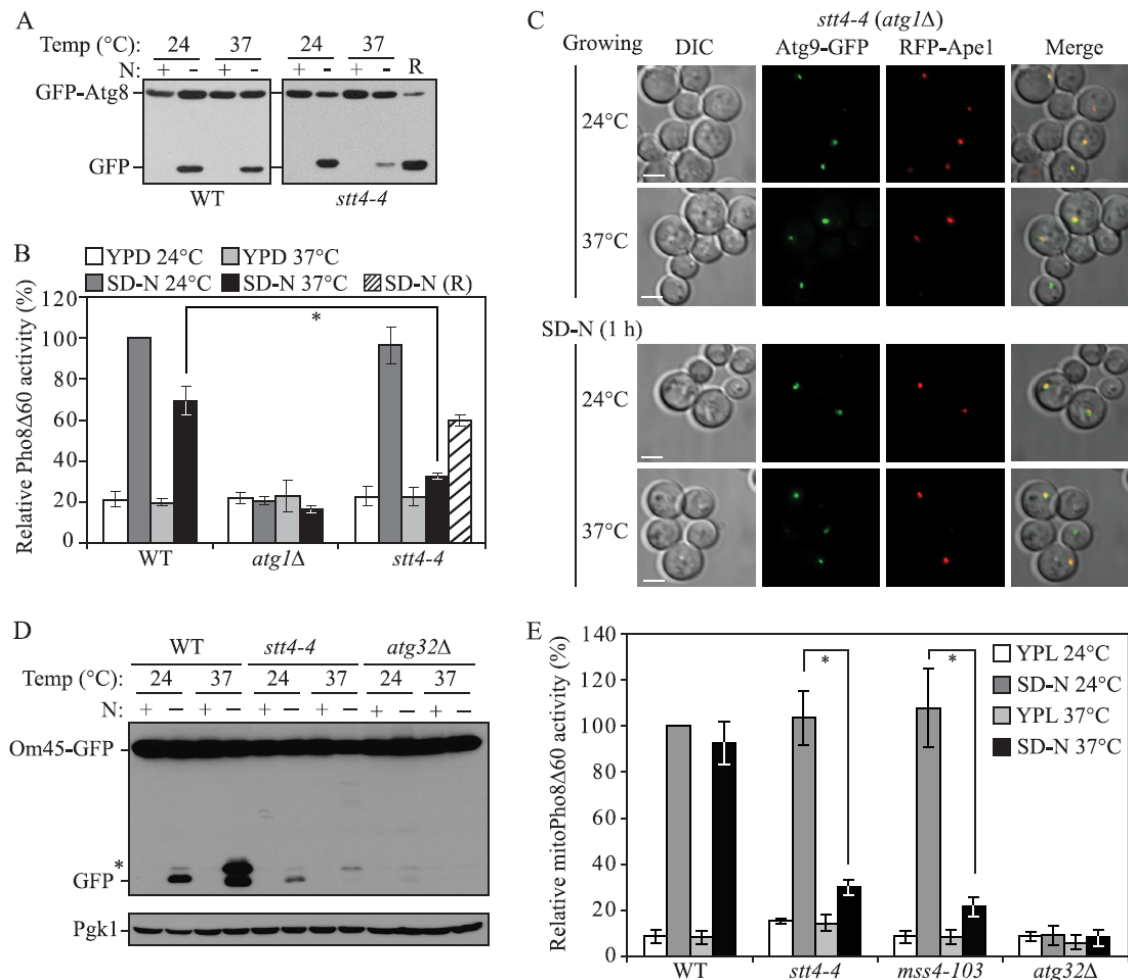 A
Temp (°C): 24 37 24 37
N: + - + - + - + - R
GFP-Atg8
GFP
WT stt4-4
B
YPD 24°C YPD 37°C
SD-N 24°C SD-N 37°C SD-N (R)
Relative Pho8Δ60 activity (%)
120
100
80
60
40
20
0
*
WT atg1Δ stt4-4
C
stt4-4 (atg1Δ)
Growing DIC Atg9-GFP RFP-Ape1 Merge
24°C
37°C
SD-N (1 h)
24°C
37°C
D
WT stt4-4 atg32Δ
Temp (°C): 24 37 24 37 24 37
N: + − + − + − + − + − + −
Om45-GFP
*
GFP
Pgk1
E
Relative mitoPho8Δ60 activity (%)
140
120
100
80
60
40
20
0
* *
YPL 24°C
SD-N 24°C
YPL 37°C
SD-N 37°C
WT stt4-4 mss4-103 atg32Δ